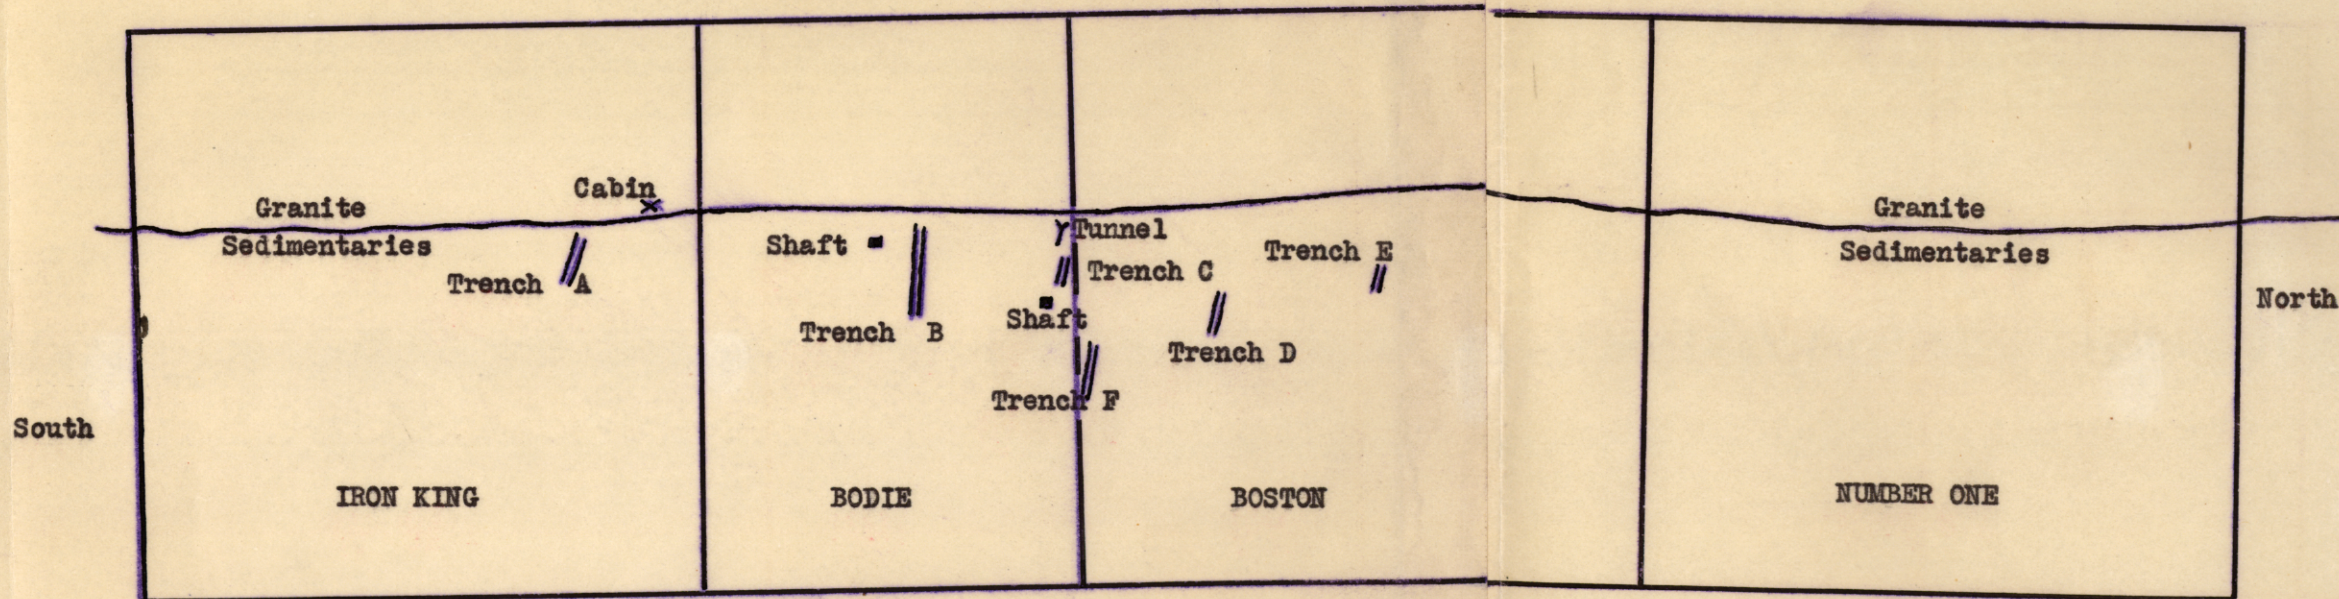 Cabin
Granite
Granite
Sedimentaries
Shaft
Tunnel
Trench E
Sedimentaries
Trench A
Trench C
North
Shaft
Trench B
Trench D
Trench F
South
IRON KING
BODIE
BOSTON
NUMBER ONE